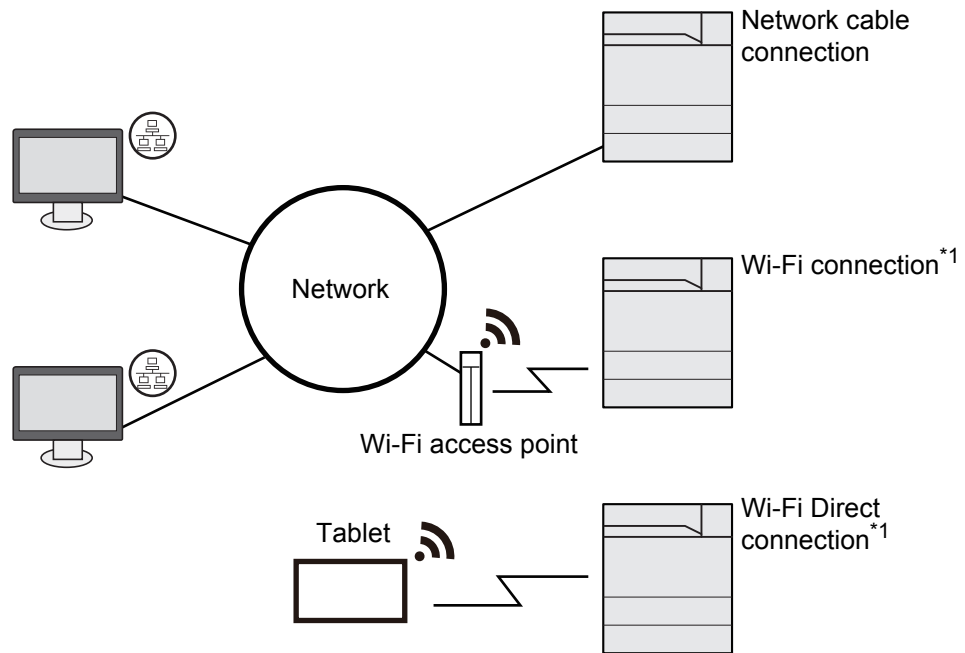 Network cable
connection
Network
Wi-Fi connection*1
Wi-Fi access point
Tablet
Wi-Fi Direct
connection*1